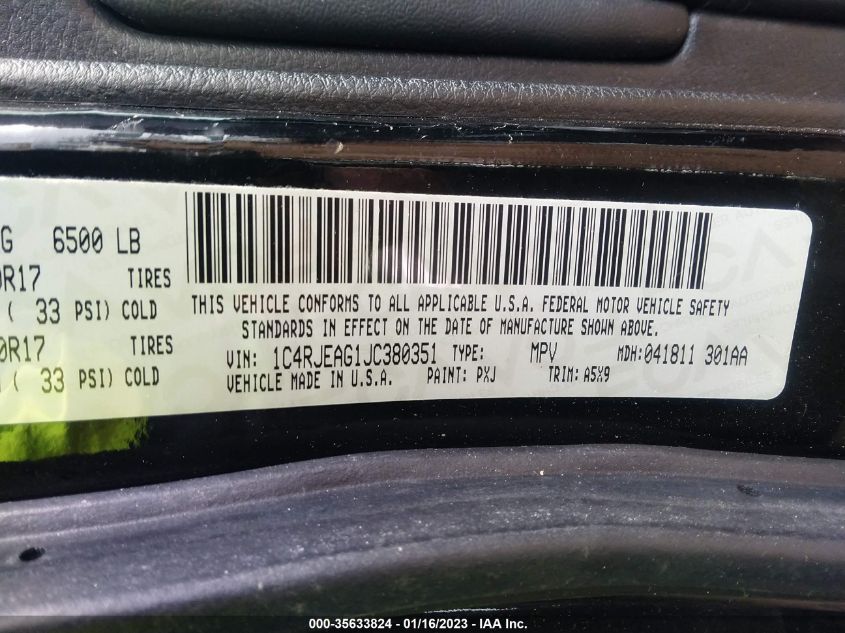 G 6500 LB
0R17 TIRES
( 33 PSI) COLD
0R17 TIRES
( 33 PSI) COLD
THIS VEHICLE CONFORMS TO ALL APPLICABLE U.S.A. FEDERAL MOTOR VEHICLE SAFETY
STANDARDS IN EFFECT ON THE DATE OF MANUFACTURE SHOWN ABOVE.
VIN: 1C4RJEAG1JC380351 TYPE: MPV MDH: 041811 301AA
VEHICLE MADE IN U.S.A. PAINT: PXJ TRIM: A5X9
000-35633824 - 01/16/2023 - IAA Inc.